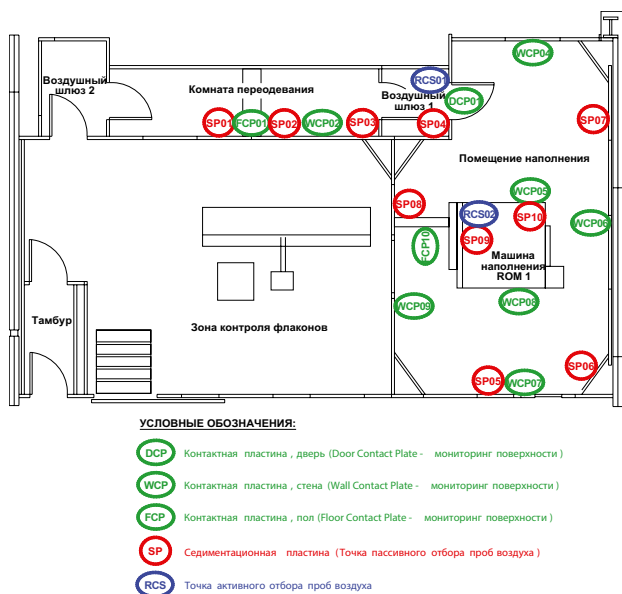 WCP04
Воздушный
шлюз 2
Комната переодевания
RCS01
Воздушный
шлюз 1
DCP01
SP01
FCP01
SP02
WCP02
SP03
SP04
SP07
Помещение наполнения
WCP05
SP08
RCS02
SP10
WCP06
SP09
FCP10
Машина
наполнения
ROM 1
WCP09
WCP08
Тамбур
Зона контроля флаконов
SP06
SP05
WCP07
УСЛОВНЫЕ ОБОЗНАЧЕНИЯ:
DCP Контактная пластина , дверь (Door Contact Plate - мониторинг поверхности )
WCP Контактная пластина , стена (Wall Contact Plate - мониторинг поверхности )
FCP Контактная пластина , пол (Floor Contact Plate - мониторинг поверхности )
SP Седиментационная пластина (Точка пассивного отбора проб воздуха )
RCS Точка активного отбора проб воздуха